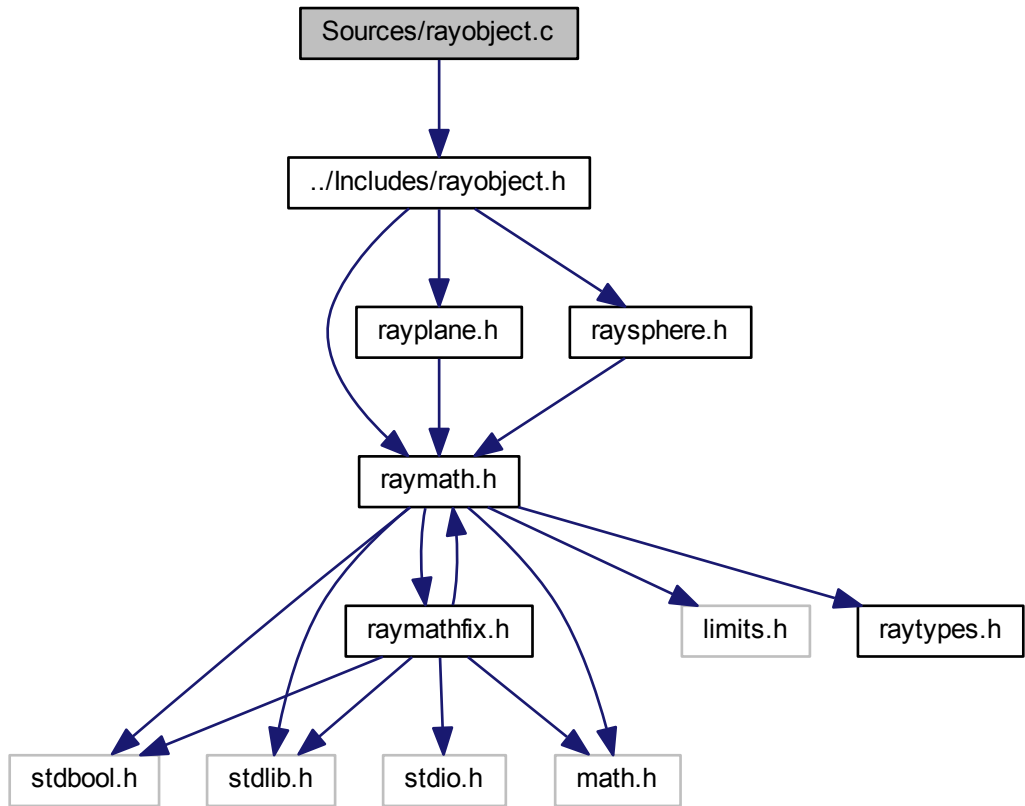 Sources/rayobject.c
../Includes/rayobject.h
rayplane.h
raysphere.h
raymath.h
raymathfix.h
limits.h
raytypes.h
stdbool.h
stdlib.h
stdio.h
math.h